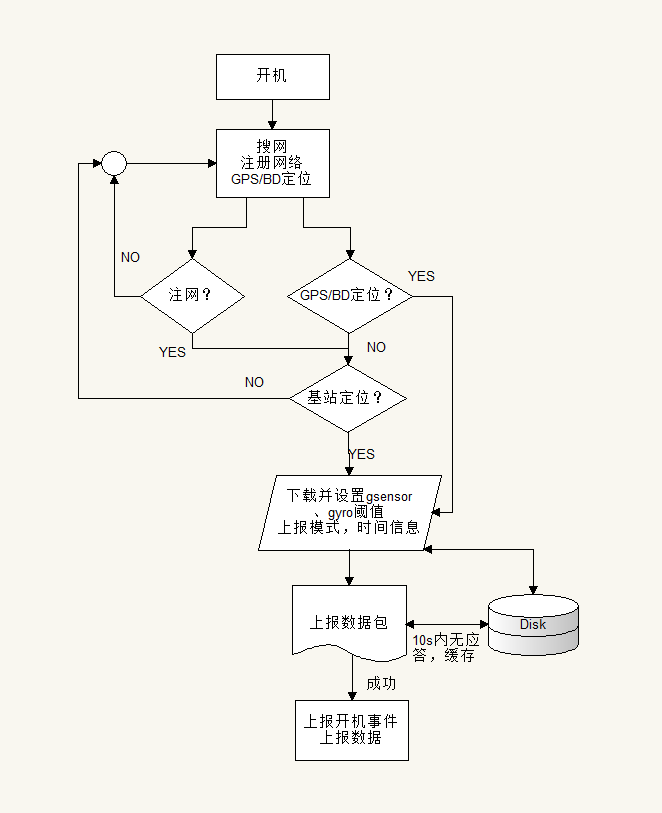 开机
搜网
注册网络
GPS/BD定位
NO
YES
注网？
GPS/BD定位？
YES
NO
NO
基站定位？
YES
下载并设置gsensor
、gyro阈值
上报模式，时间信息
上报数据包
Disk
10s内无应
答，缓存
成功
上报开机事件
上报数据